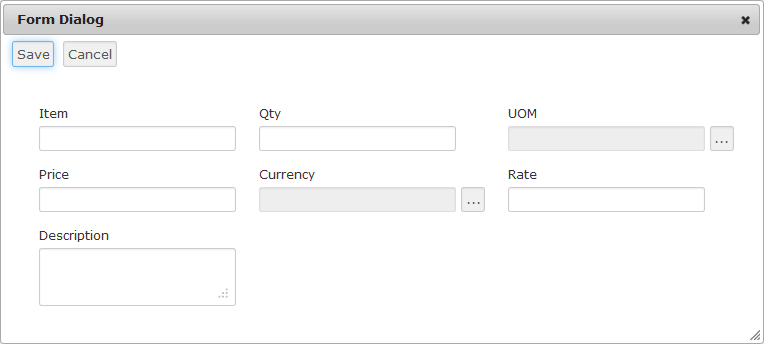 Form Dialog
Save Cancel
Item Qty UOM
...
Price Currency Rate
...
Description